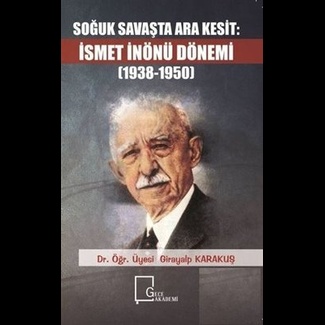 SOĞUK SAVAŞTA ARA KESİT:
İSMET İNÖNÜ DÖNEMİ
(1938-1950)
Dr. Öğr. Üyesi Girayalp KARAKUŞ
GECE
AKADEMİ